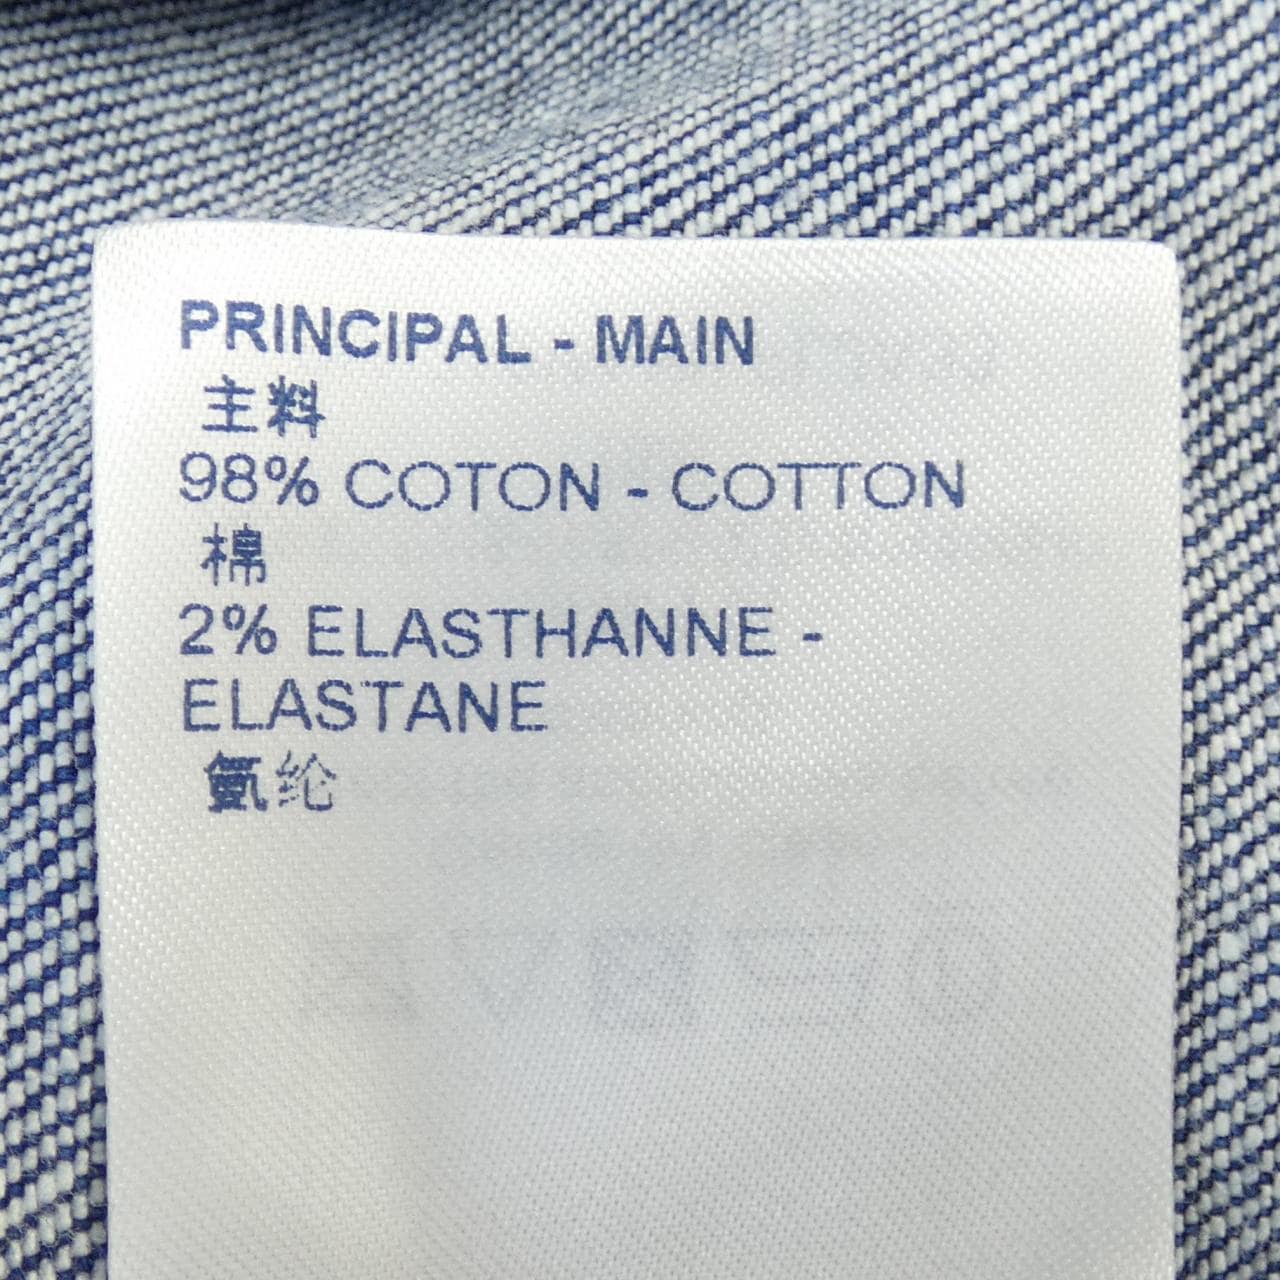 PRINCIPAL - MAIN
主料
98% COTON - COTTON
棉
2% ELASTHANNE -
ELASTANE
氨纶